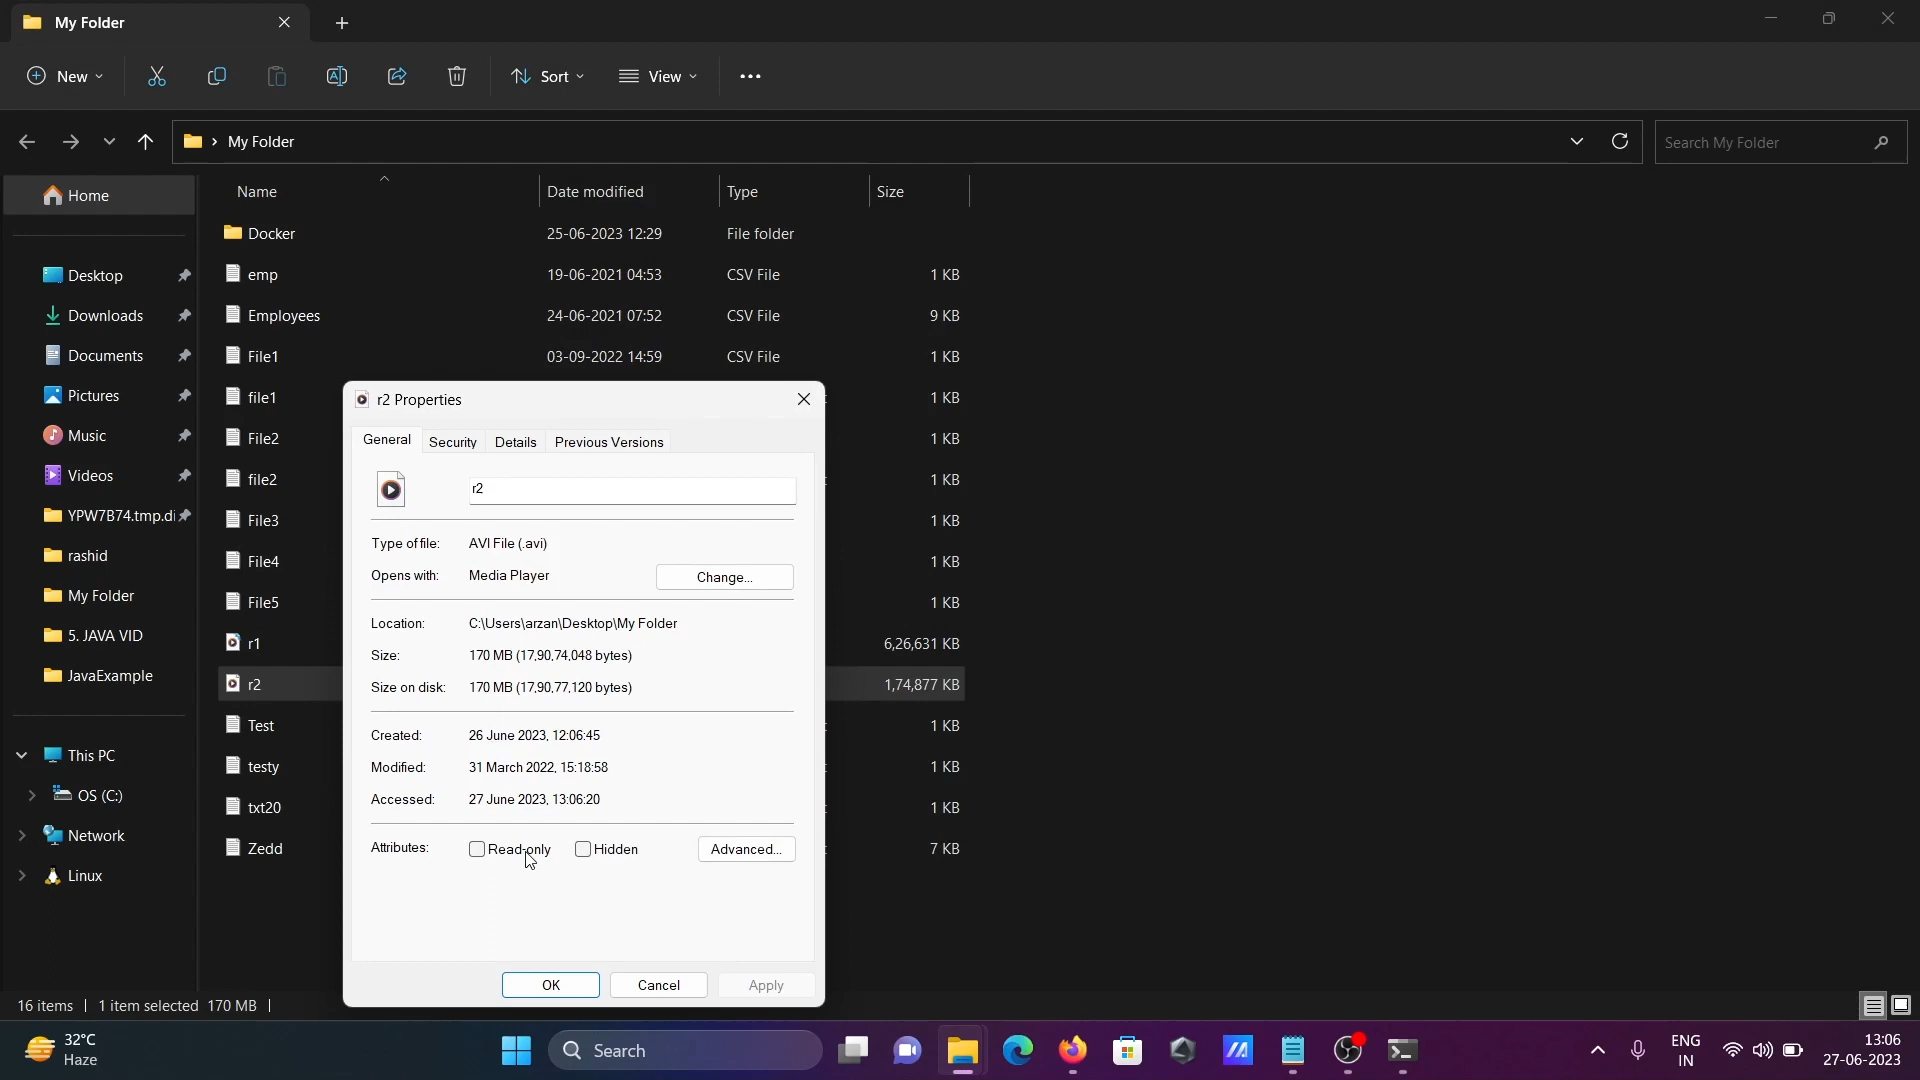 My Folder
New
Sort
View
My Folder
Search My Folder
Home
Name
Date modified
Type
Size
Docker
25-06-2023 12:29
File folder
Desktop
emp
19-06-2021 04:53
CSV File
1 KB
Downloads
Employees
24-06-2021 07:52
CSV File
9 KB
Documents
File1
03-09-2022 14:59
CSV File
1 KB
Pictures
file1
r2 Properties
1 KB
Music
File2
General
Security
Details
Previous Versions
1 KB
Videos
file2
r2
1 KB
YPW7B74.tmp.di
File3
1 KB
rashid
File4
Type of file:
AVI File (.avi)
1 KB
My Folder
File5
Opens with:
Media Player
Change...
1 KB
5. JAVA VID
r1
Location:
C:\Users\arzan\Desktop\My Folder
6,26,631 KB
JavaExample
r2
Size:
170 MB (17,90,74,048 bytes)
Size on disk:
170 MB (17,90,77,120 bytes)
1,74,877 KB
This PC
Test
Created:
26 June 2023, 12:06:45
1 KB
OS (C:)
testy
Modified:
31 March 2022, 15:18:58
1 KB
Network
txt20
Accessed:
27 June 2023, 13:06:20
1 KB
Linux
Zedd
Attributes:
Read-only
Hidden
Advanced...
7 KB
OK
Cancel
Apply
16 items
1 item selected 170 MB
32°C
Haze
Search
ENG
IN
13:06
27-06-2023